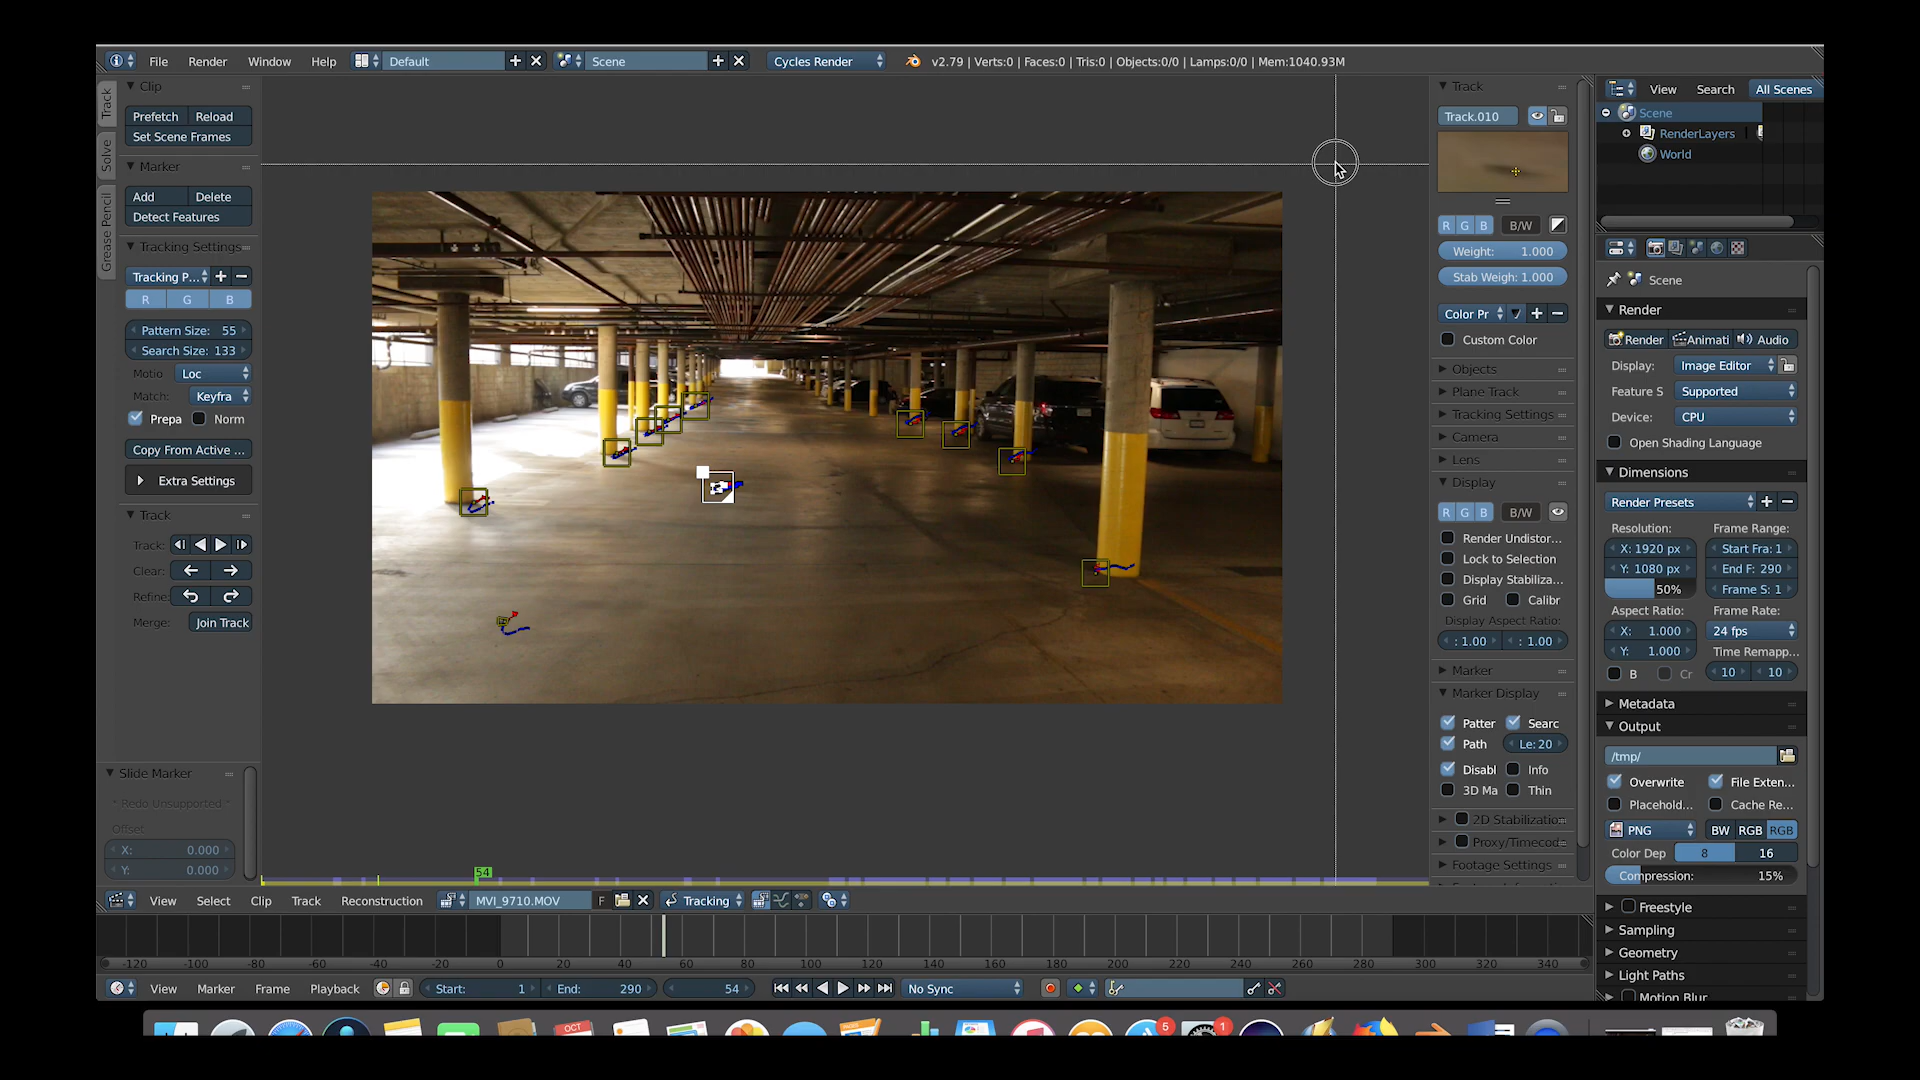 File Render Window Help Default Scene Cycles Render v2.79 | Verts:0 | Faces:0 | Tris:0 | Objects:0/0 | Lamps:0/0 | Mem:1040.93M
Track
Solve
Grease Pencil
Clip
Prefetch Reload
Set Scene Frames
Marker
Add Delete
Detect Features
Tracking Settings
Tracking P...
R G B
Pattern Size: 55
Search Size: 133
Motio Loc
Match: Keyfra
Prepa Norm
Copy From Active ...
Extra Settings
Track
Track:
Clear:
Refine:
Merge: Join Track
Slide Marker
* Redo Unsupported *
Offset
X: 0.000
Y: 0.000
54
Track
Track.010
R G B B/W
Weight: 1.000
Stab Weigh: 1.000
Color Pr
Custom Color
Objects
Plane Track
Tracking Settings
Camera
Lens
Display
R G B B/W
Render Undistor...
Lock to Selection
Display Stabiliza...
Grid Calibr
Display Aspect Ratio:
: 1.00 : 1.00
Marker
Marker Display
Patter Searc
Path Le: 20
Disabl Info
3D Ma Thin
2D Stabilization
Proxy/Timecode
Footage Settings
View Search All Scenes
Scene
RenderLayers
World
Scene
Render
Render Animati Audio
Display: Image Editor
Feature S Supported
Device: CPU
Open Shading Language
Dimensions
Render Presets
Resolution: Frame Range:
X: 1920 px Start Fra: 1
Y: 1080 px End F: 290
50% Frame S: 1
Aspect Ratio: Frame Rate:
X: 1.000 24 fps
Y: 1.000 Time Remapp...
B Cr 10 10
Metadata
Output
/tmp/
Overwrite File Exten...
Placehold... Cache Re...
PNG BW RGB RGB
Color Dep 8 16
Compression: 15%
Freestyle
Sampling
Geometry
Light Paths
Motion Blur
View Select Clip Track Reconstruction MVI_9710.MOV F Tracking
-120 -100 -80 -60 -40 -20 0 20 40 60 80 100 120 140 160 180 200 220 240 260 280 300 320 340
View Marker Frame Playback Start: 1 End: 290 54 No Sync
OCT 5 1